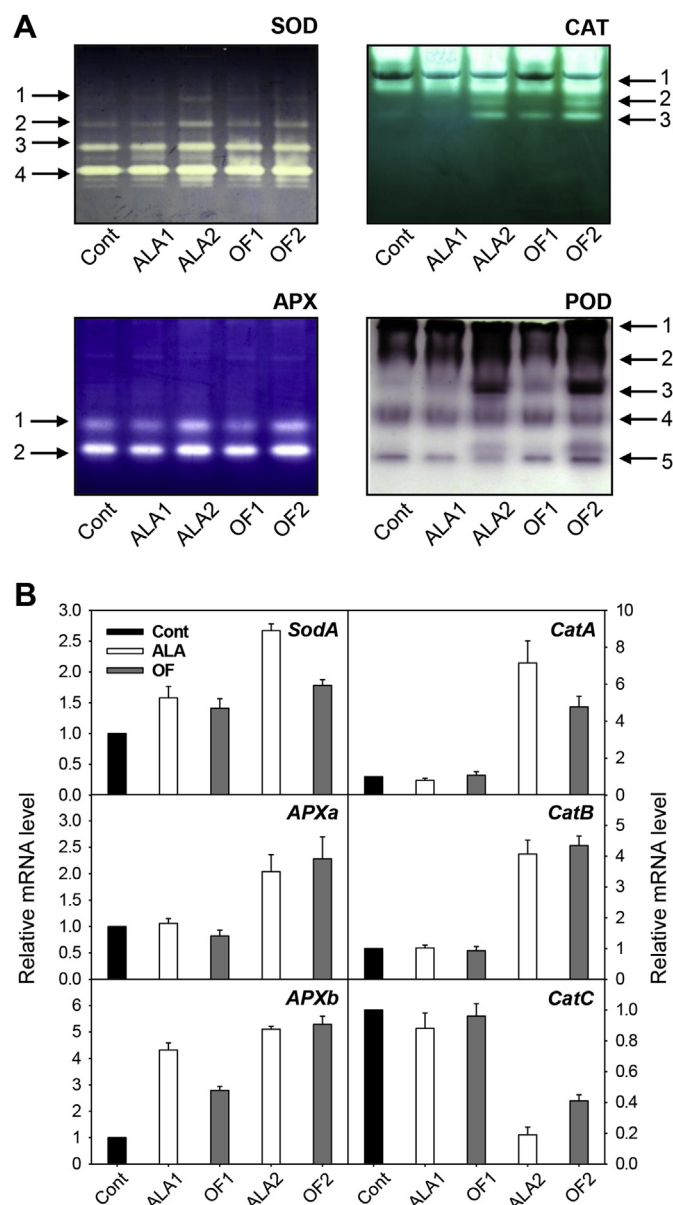 A
SOD
CAT
1
2
3
4
1
2
3
Cont ALA1 ALA2 OF1 OF2
Cont ALA1 ALA2 OF1 OF2
APX
POD
1
2
1
2
3
4
5
Cont ALA1 ALA2 OF1 OF2
Cont ALA1 ALA2 OF1 OF2
B
Relative mRNA level
3.0
2.5
2.0
1.5
1.0
0.5
0.0
Cont
ALA
OF
SodA
CatA
10
8
6
4
2
0
3.0
2.5
2.0
1.5
1.0
0.5
0.0
APXa
CatB
5
4
3
2
1
0
6
5
4
3
2
1
0
APXb
CatC
1.0
0.8
0.6
0.4
0.2
0.0
Relative mRNA level
Cont ALA1 OF1 ALA2 OF2
Cont ALA1 OF1 ALA2 OF2